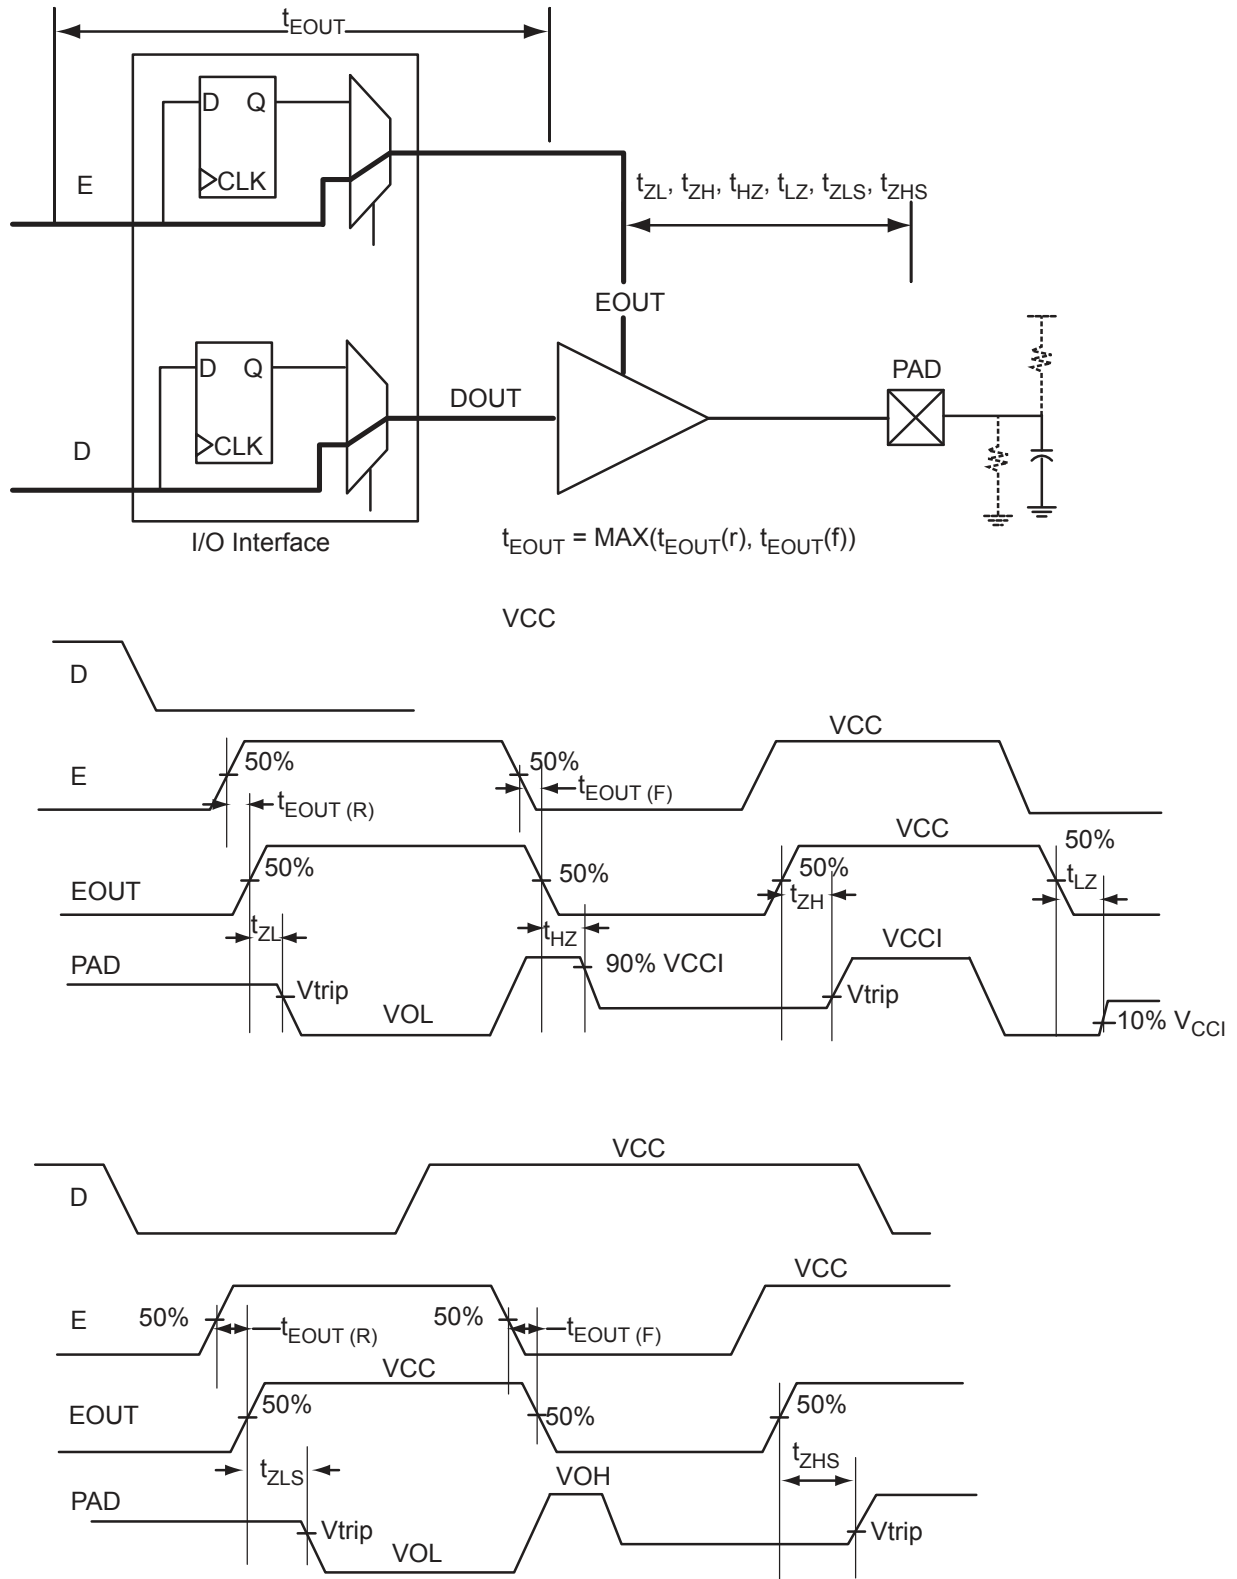 tEOUT
D Q
CLK
E
tZL, tZH, tHZ, tLZ, tZLS, tZHS
EOUT
D Q
CLK
DOUT
PAD
D
I/O Interface
tEOUT = MAX(tEOUT(r), tEOUT(f))
VCC
D
VCC
50%
50%
E
tEOUT (R)
tEOUT (F)
VCC
50%
50%
50%
50%
EOUT
tZL
tHZ
tZH
tLZ
PAD
VCCI
90% VCCI
Vtrip
Vtrip
VOL
10% VCCI
VCC
D
VCC
E
50%
tEOUT (R)
50%
tEOUT (F)
VCC
EOUT
50%
50%
50%
tZLS
tZHS
VOH
PAD
Vtrip
Vtrip
VOL